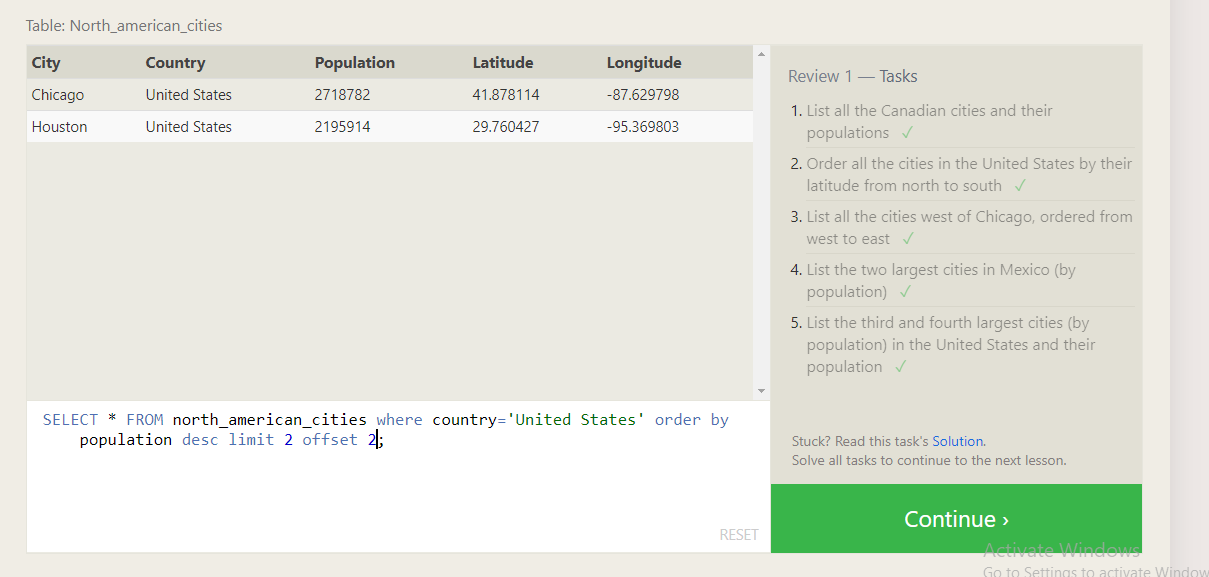 Table: North_american_cities
City Country Population Latitude Longitude
Chicago United States 2718782 41.878114 -87.629798
Houston United States 2195914 29.760427 -95.369803
SELECT * FROM north_american_cities where country='United States' order by
population desc limit 2 offset 2;
RESET
Review 1 — Tasks
1. List all the Canadian cities and their
populations ✓
2. Order all the cities in the United States by their
latitude from north to south ✓
3. List all the cities west of Chicago, ordered from
west to east ✓
4. List the two largest cities in Mexico (by
population) ✓
5. List the third and fourth largest cities (by
population) in the United States and their
population ✓
Stuck? Read this task's Solution.
Solve all tasks to continue to the next lesson.
Continue ›
Activate Windows
Go to Settings to activate Window